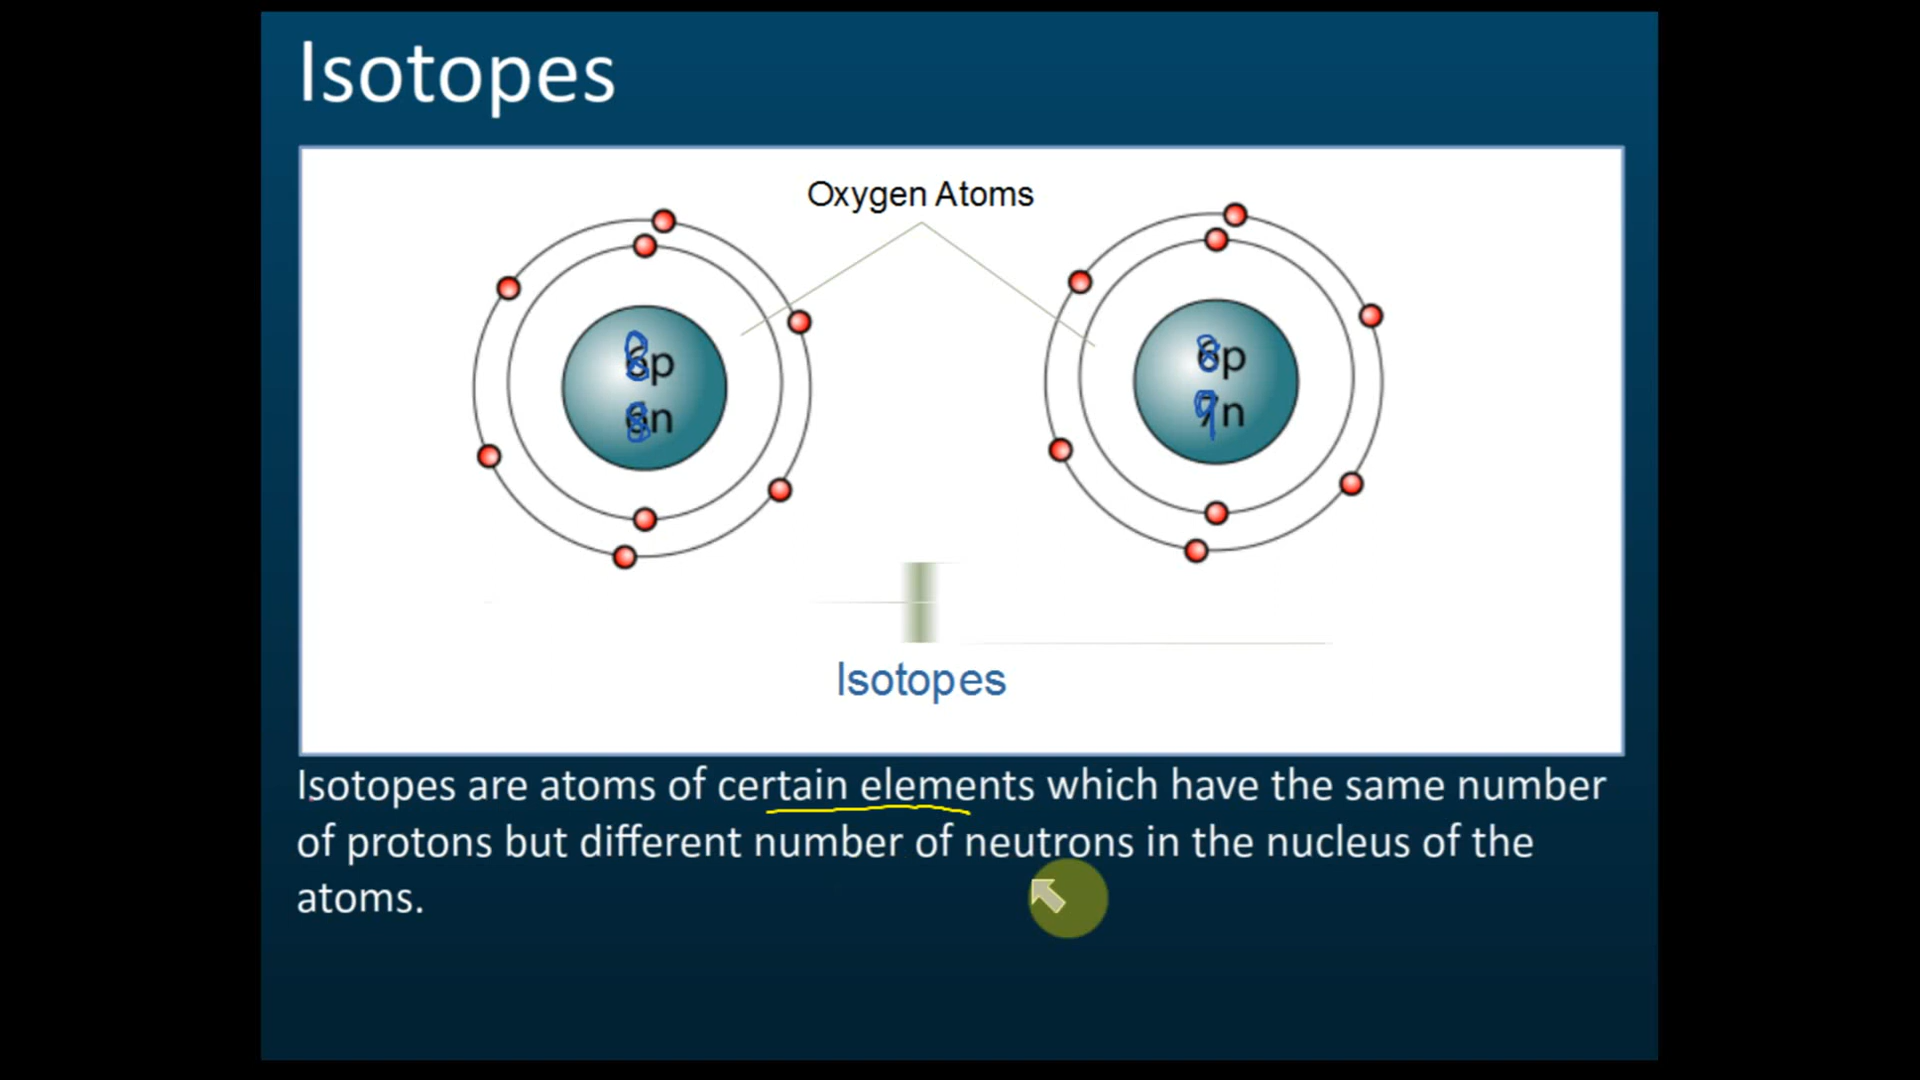 Isotopes
Oxygen Atoms
8p
8n
8p
9n
Isotopes
Isotopes are atoms of certain elements which have the same number
of protons but different number of neutrons in the nucleus of the
atoms.